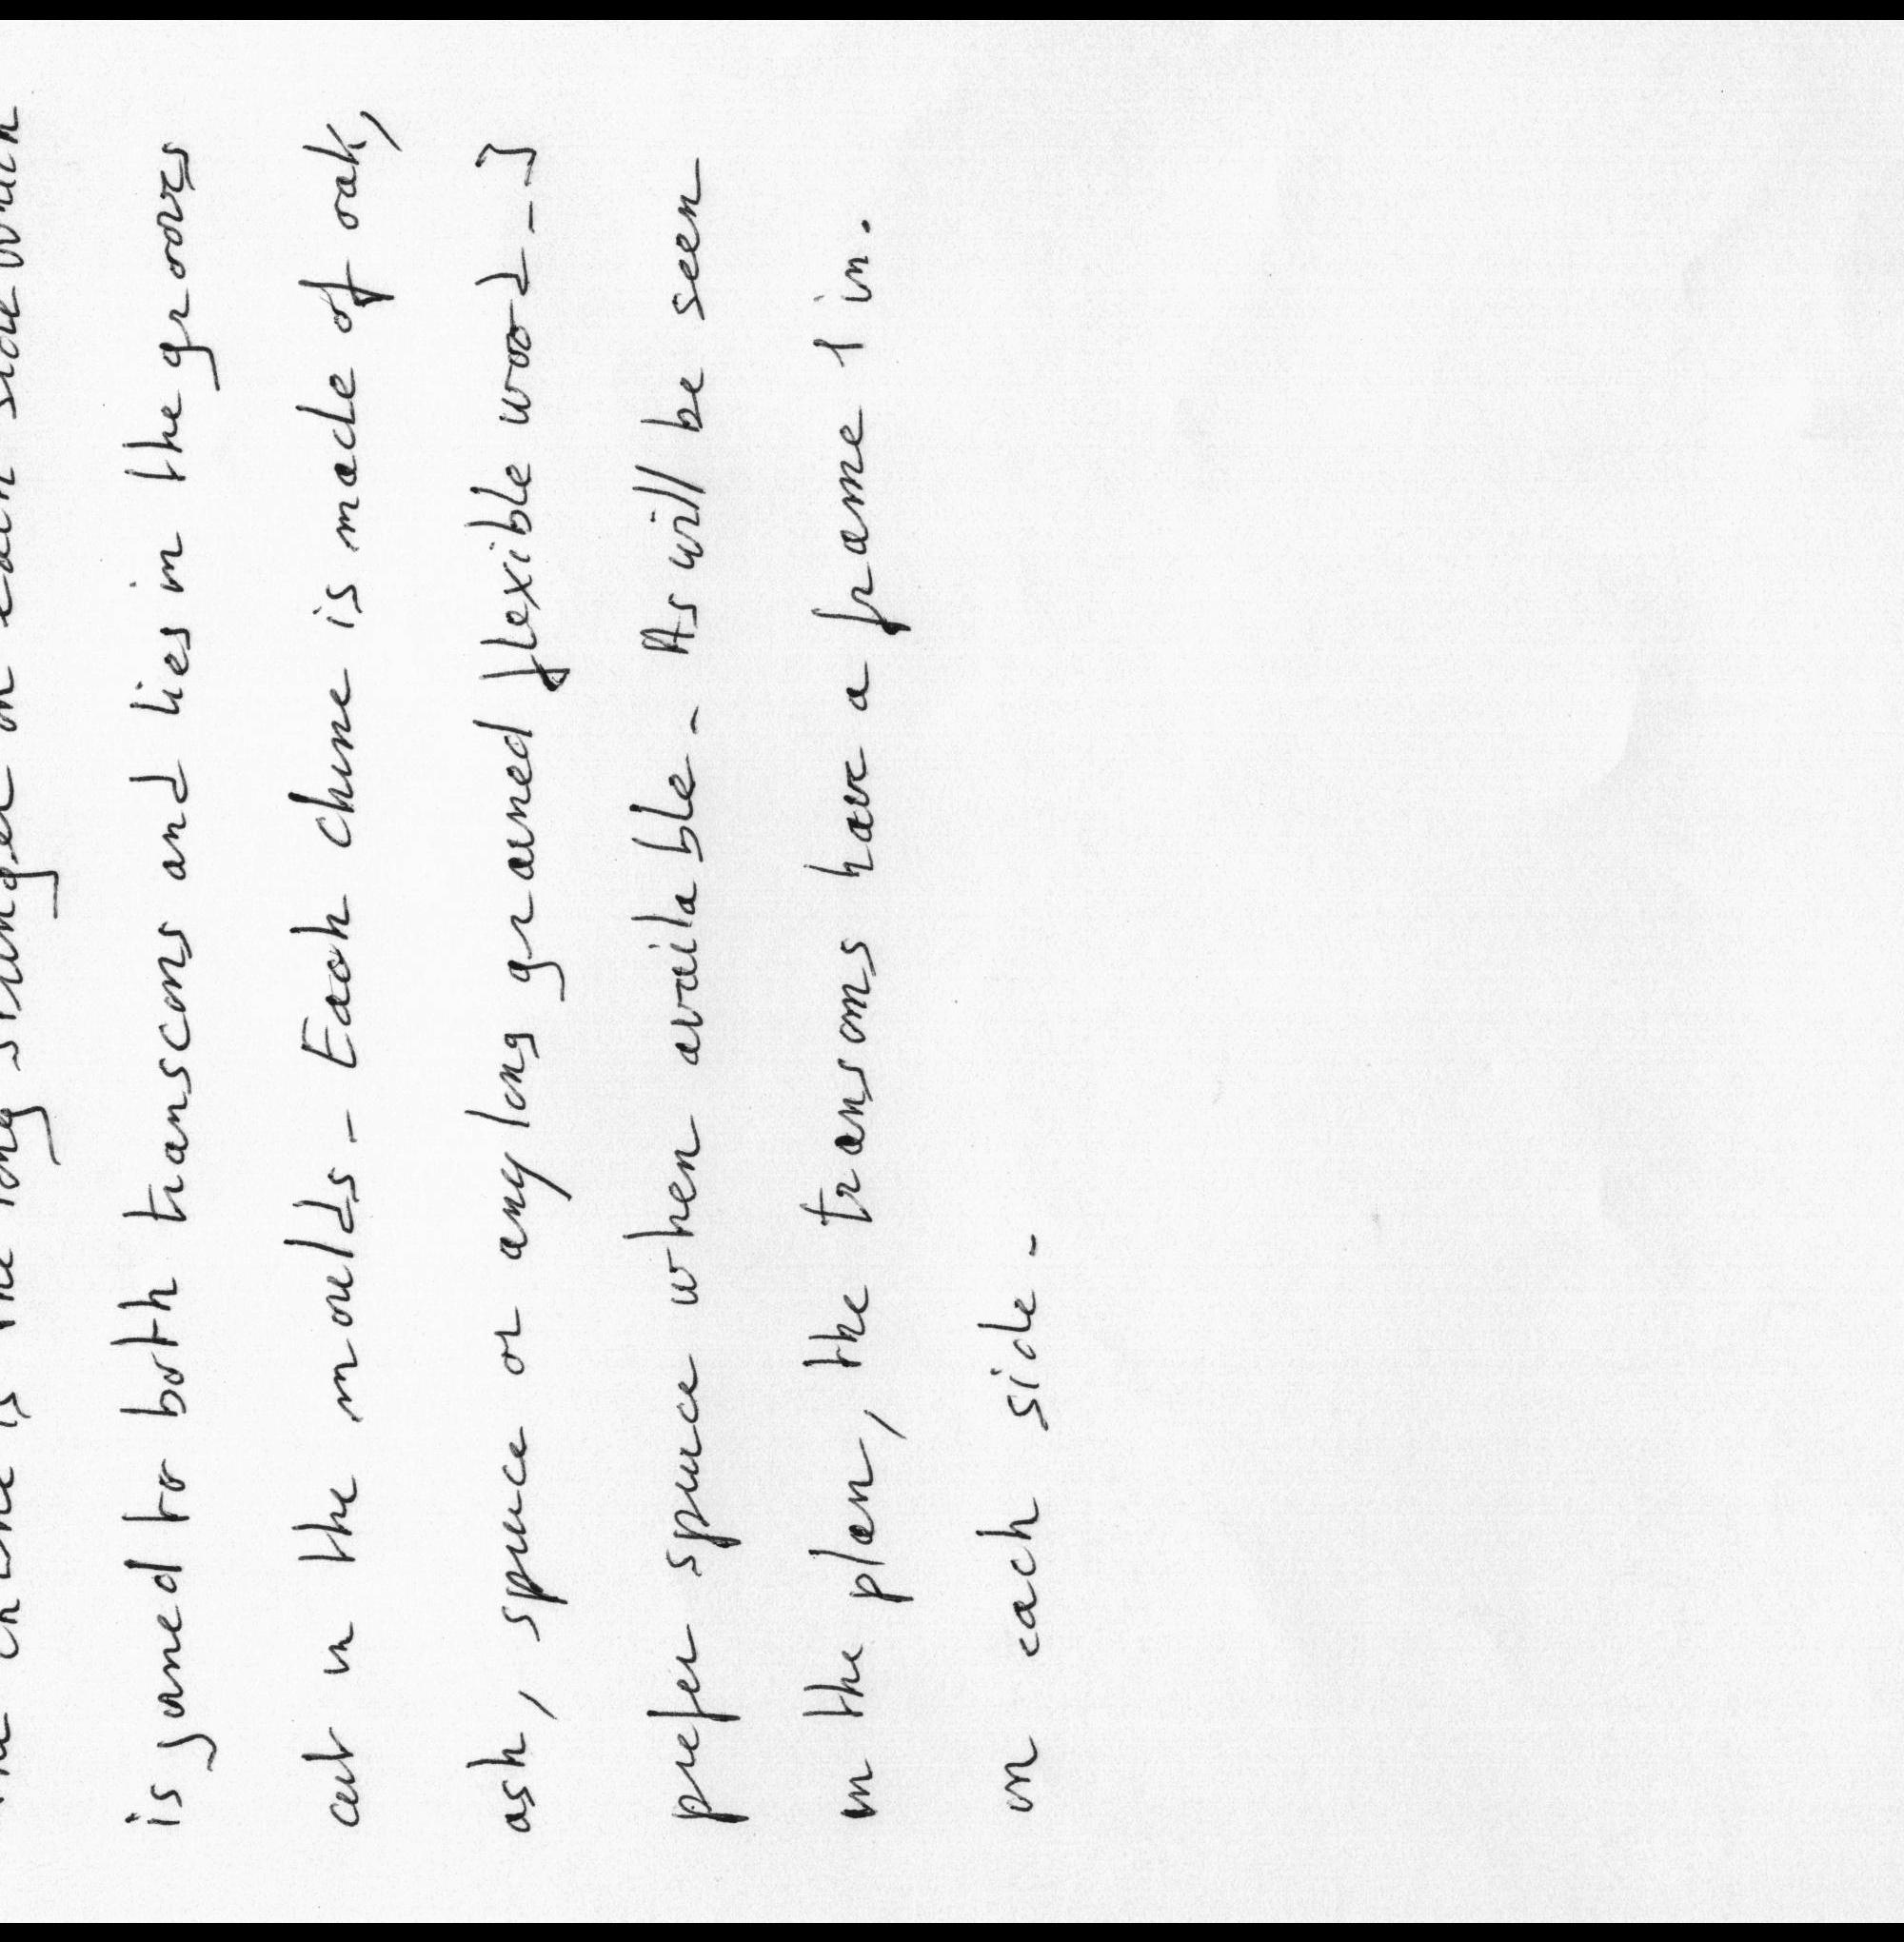 The chine is the long stringer on each side which
is joined to both transoms and lies in the grooves
cut in the moulds - Each chine is made of oak,
ash, spruce or any long grained flexible wood - I
prefer spruce when available - As will be seen
in the plan, the transoms have a frame 1 in.
on each side -